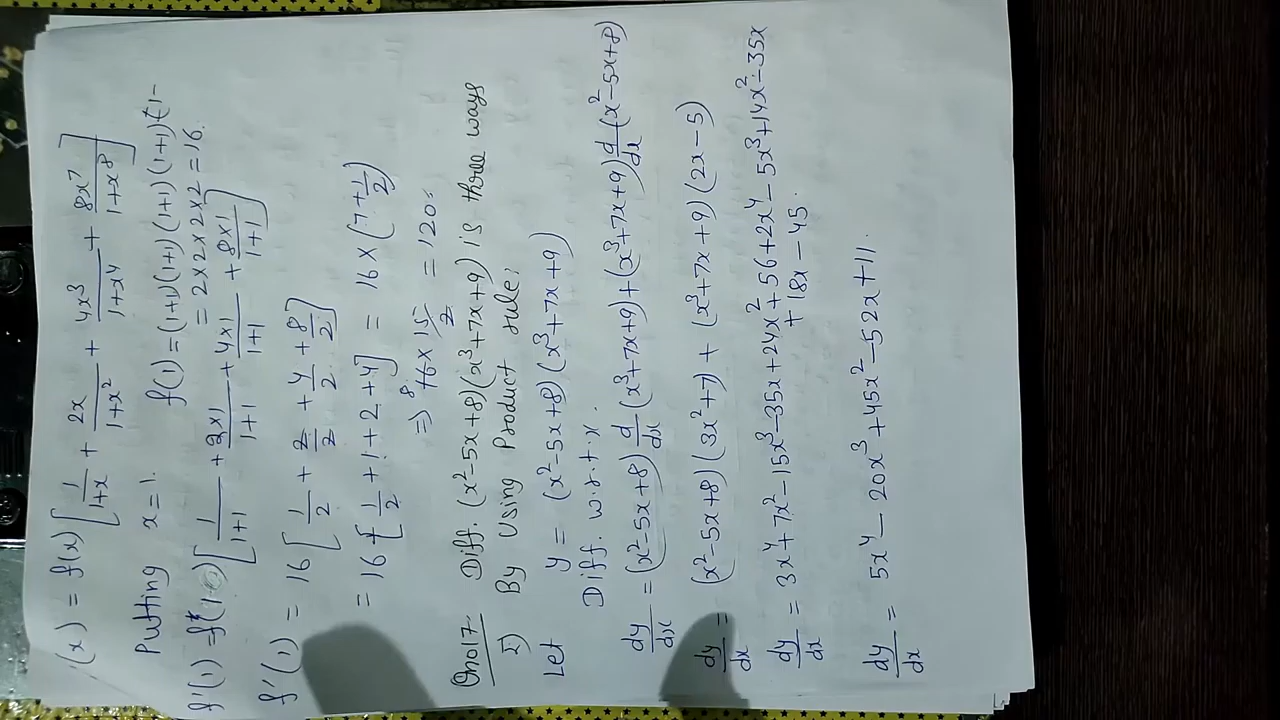 '(x) = f(x) [1/(1+x) + 2x/(1+x²) + 4x³/(1+x⁴) + 8x⁷/(1+x⁸)]
Putting x=1. f(1) = (1+1)(1+1)(1+1)(1-
= 2×2×2×2 = 16.
f'(1) = f'(1) [1/(1+1) + 2×1/(1+1) + 4×1/(1+1) + 8×1/(1+1)]
f'(1) = 16 [1/2 + 2/2 + 4/2 + 8/2]
= 16 [1/2 + 1 + 2 + 4] = 16 × (7+1/2)
⇒ 16 × 15/2 = 120.
8
Qno17- Diff. (x²-5x+8)(x³+7x+9) is three ways
I) By Using Product rule:
Let y = (x²-5x+8)(x³+7x+9)
Diff. w.r.t x.
dy/dx = (x²-5x+8) d/dx (x³+7x+9) + (x³+7x+9) d/dx (x²-5x+8)
dy/dx = (x²-5x+8)(3x²+7) + (x³+7x+9)(2x-5)
dy/dx = 3x⁴+7x²-15x³-35x+24x²+56+2x⁴-5x³+14x²-35x
+ 18x-45.
dy/dx = 5x⁴-20x³+45x²-52x+11.